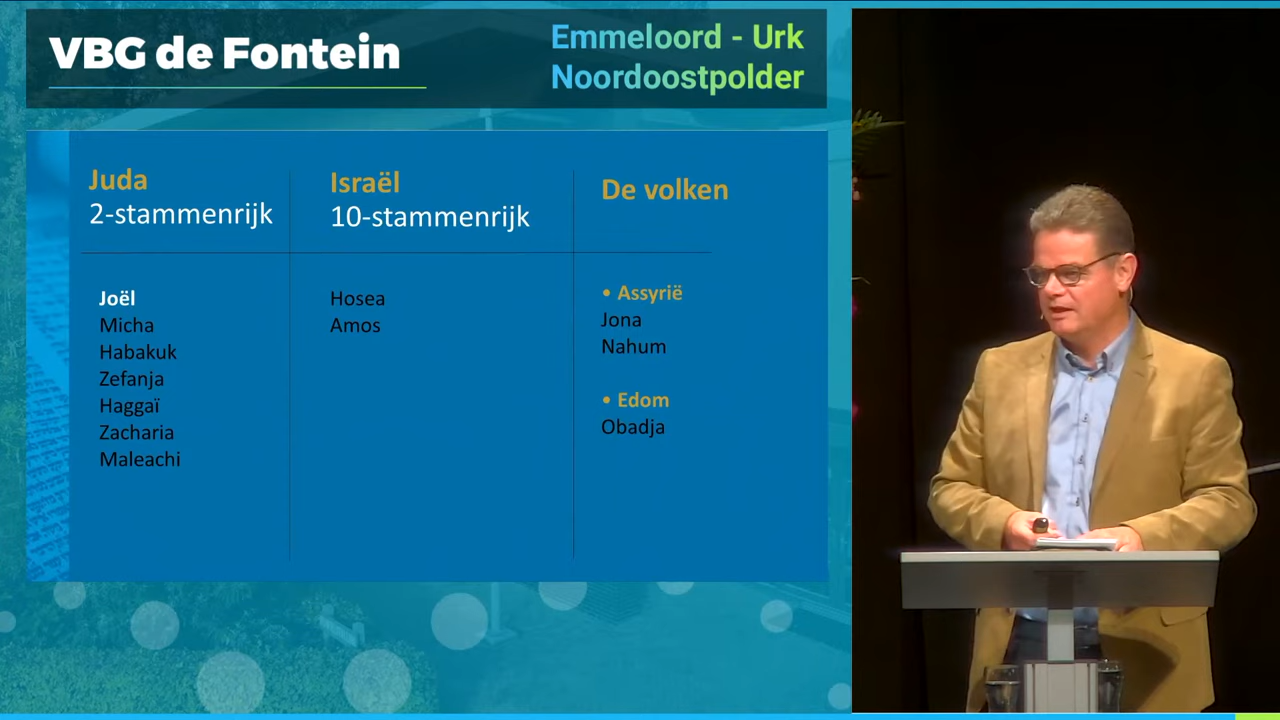 VBG de Fontein
Emmeloord - Urk
Noordoostpolder
Juda
2-stammenrijk
Joël
Micha
Habakuk
Zefanja
Haggaï
Zacharia
Maleachi
Israël
10-stammenrijk
Hosea
Amos
De volken
• Assyrië
Jona
Nahum
• Edom
Obadja